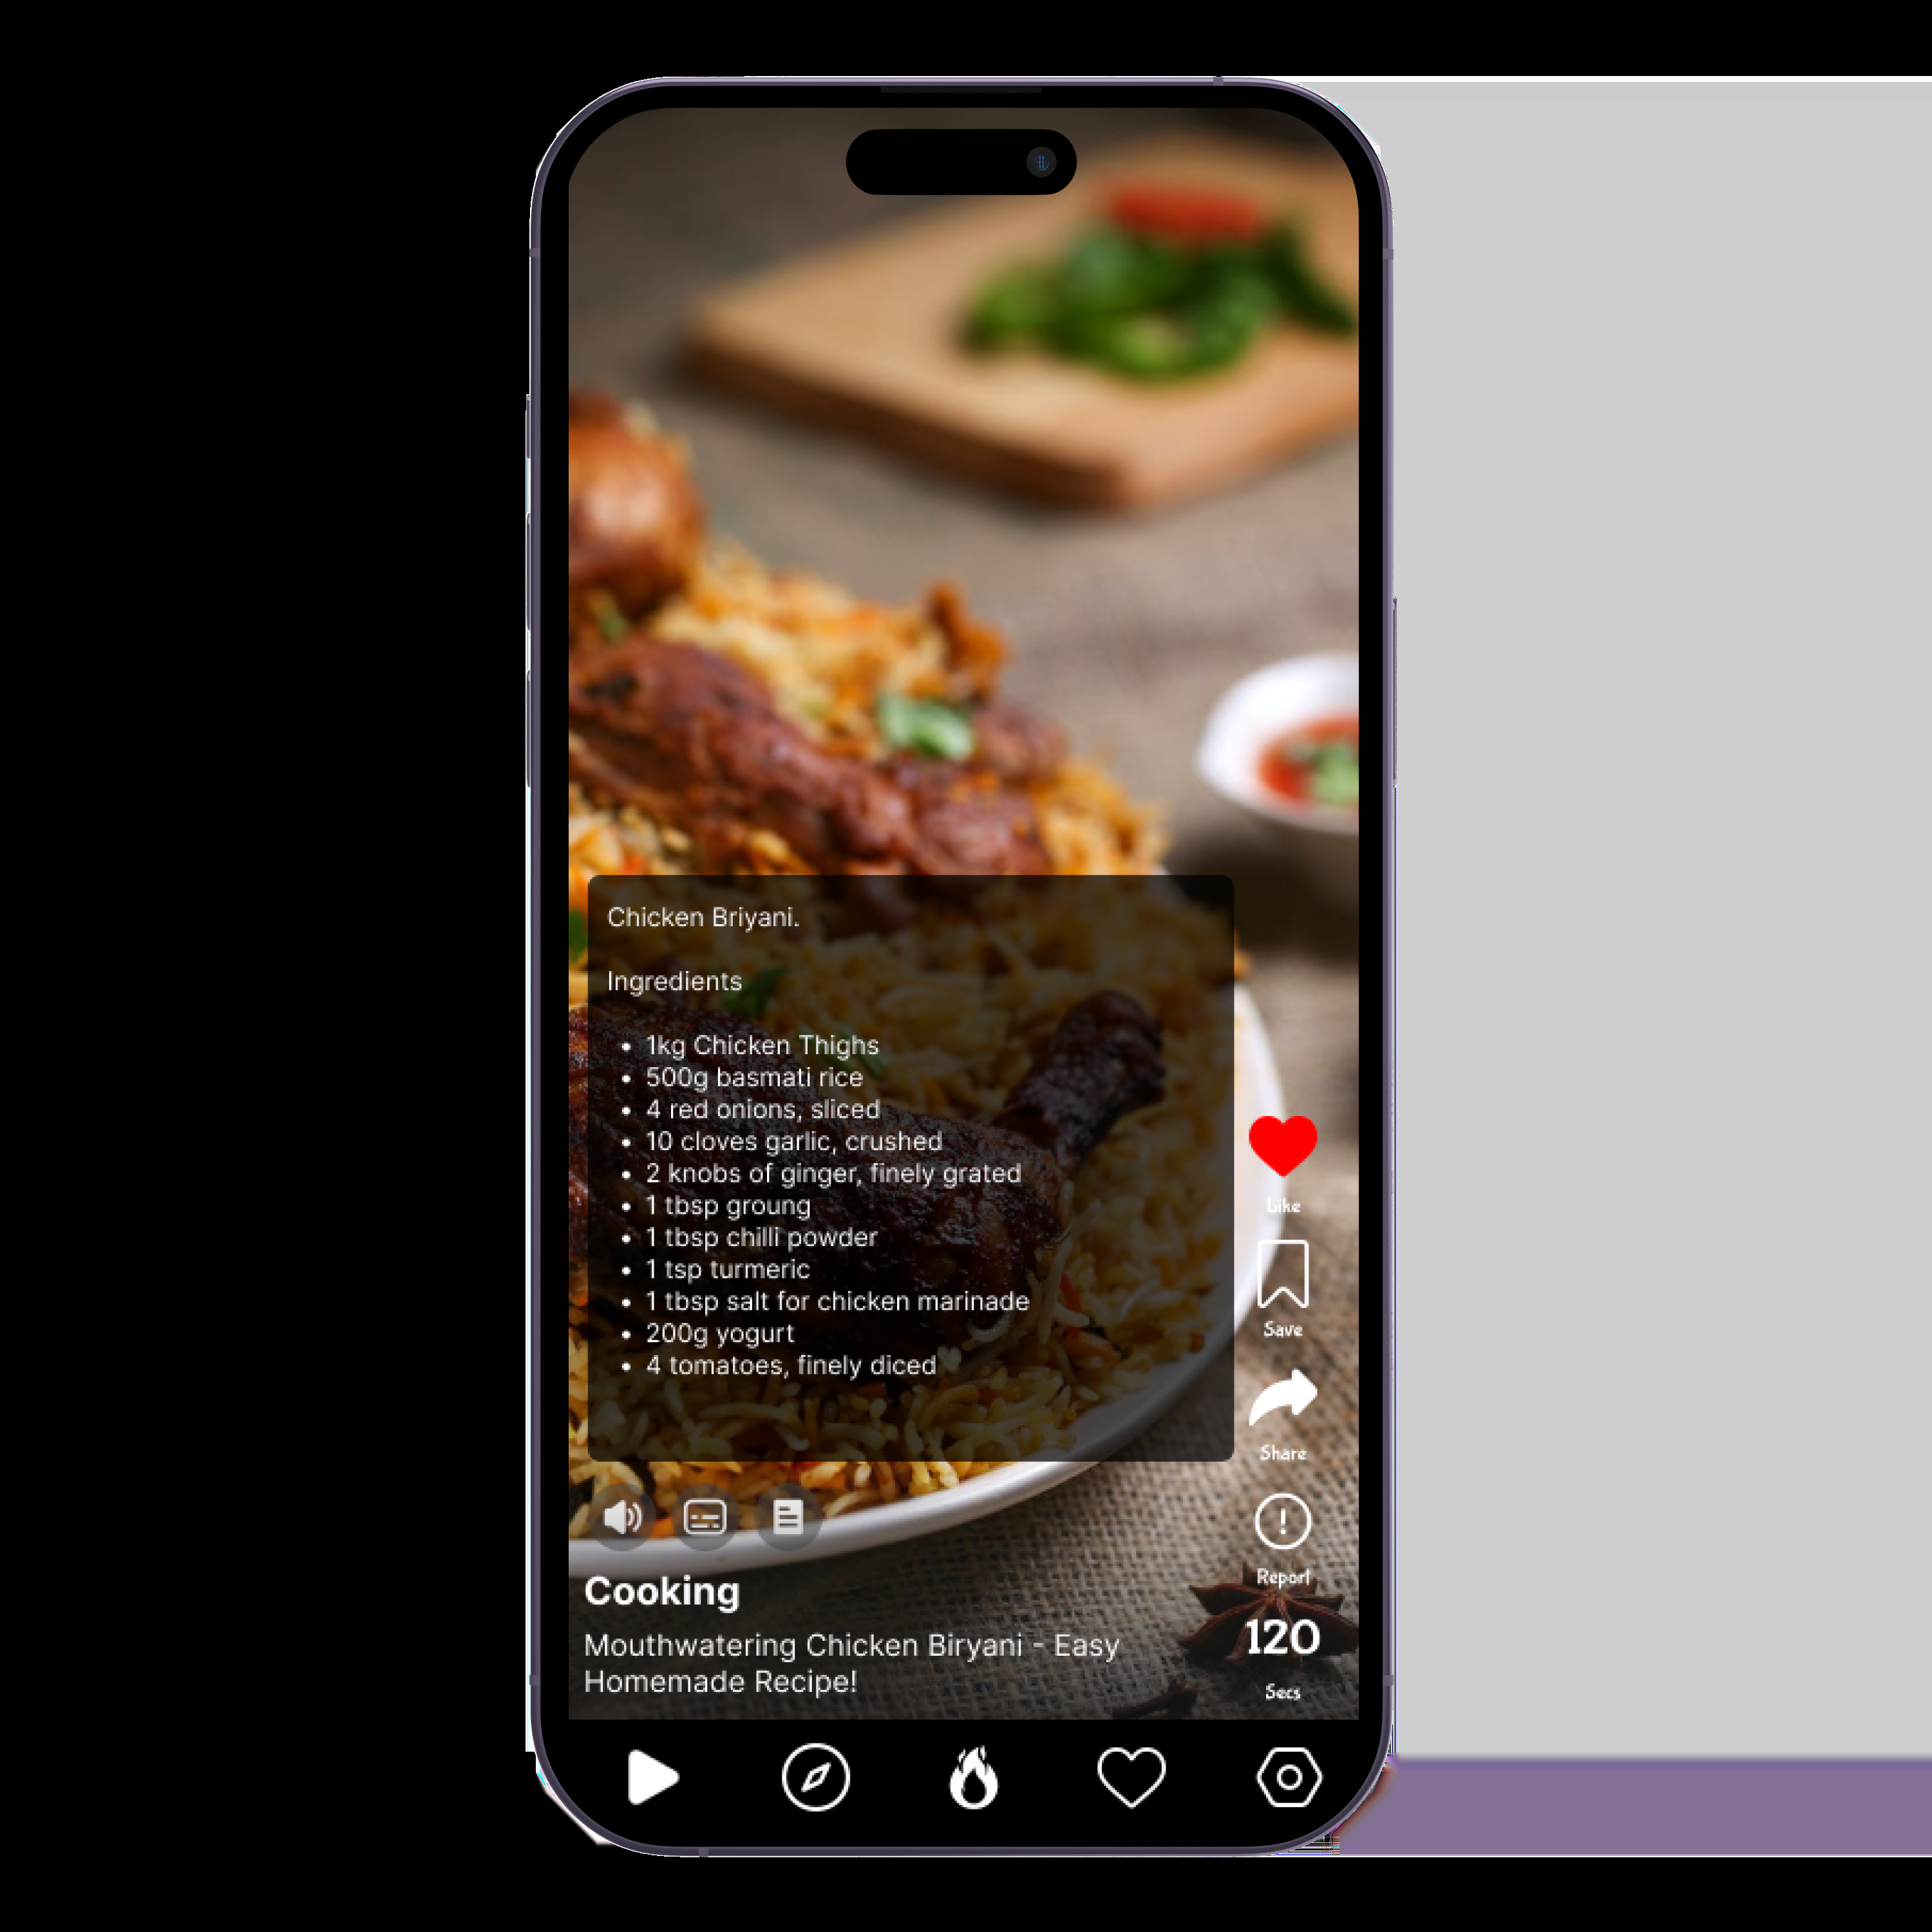 Chicken Briyani.
Ingredients
• 1kg Chicken Thighs
• 500g basmati rice
• 4 red onions, sliced
• 10 cloves garlic, crushed
• 2 knobs of ginger, finely grated
• 1 tbsp groung
• 1 tbsp chilli powder
• 1 tsp turmeric
• 1 tbsp salt for chicken marinade
• 200g yogurt
• 4 tomatoes, finely diced
Like
Save
Share
Report
120
Secs
Cooking
Mouthwatering Chicken Biryani - Easy
Homemade Recipe!